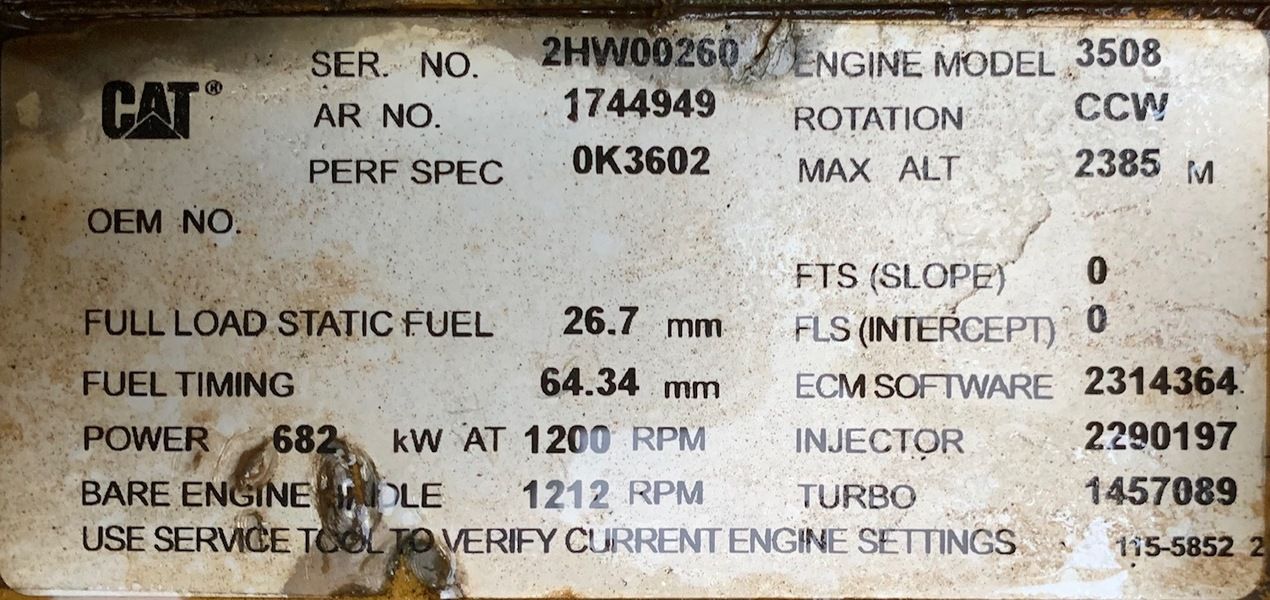 CAT®
SER. NO. 2HW00260 ENGINE MODEL 3508
AR NO. 1744949 ROTATION CCW
PERF SPEC 0K3602 MAX ALT 2385 M
OEM NO.
FTS (SLOPE) 0
FULL LOAD STATIC FUEL 26.7 mm FLS (INTERCEPT) 0
FUEL TIMING 64.34 mm ECM SOFTWARE 2314364
POWER 682 kW AT 1200 RPM INJECTOR 2290197
BARE ENGINE 1212 RPM TURBO 1457089
USE SERVICE TOOL TO VERIFY CURRENT ENGINE SETTINGS 115-5852 2